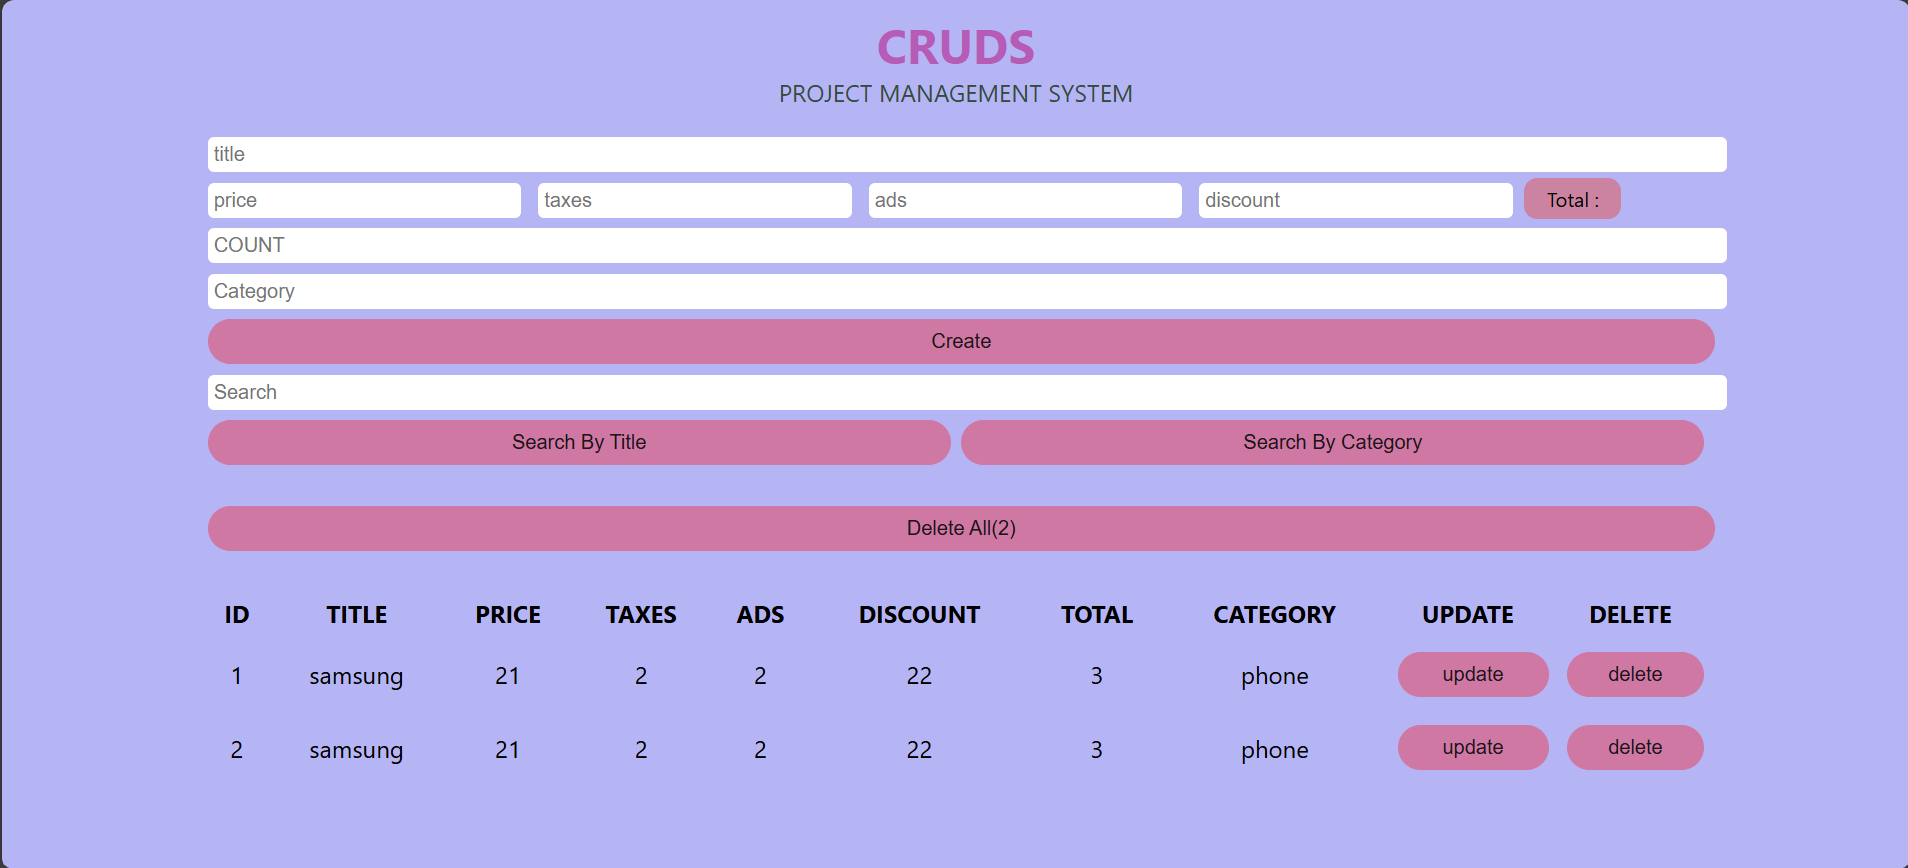 CRUDS
PROJECT MANAGEMENT SYSTEM
title
price taxes ads discount Total :
COUNT
Category
Create
Search
Search By Title Search By Category
Delete All(2)
ID TITLE PRICE TAXES ADS DISCOUNT TOTAL CATEGORY UPDATE DELETE
1 samsung 21 2 2 22 3 phone update delete
2 samsung 21 2 2 22 3 phone update delete